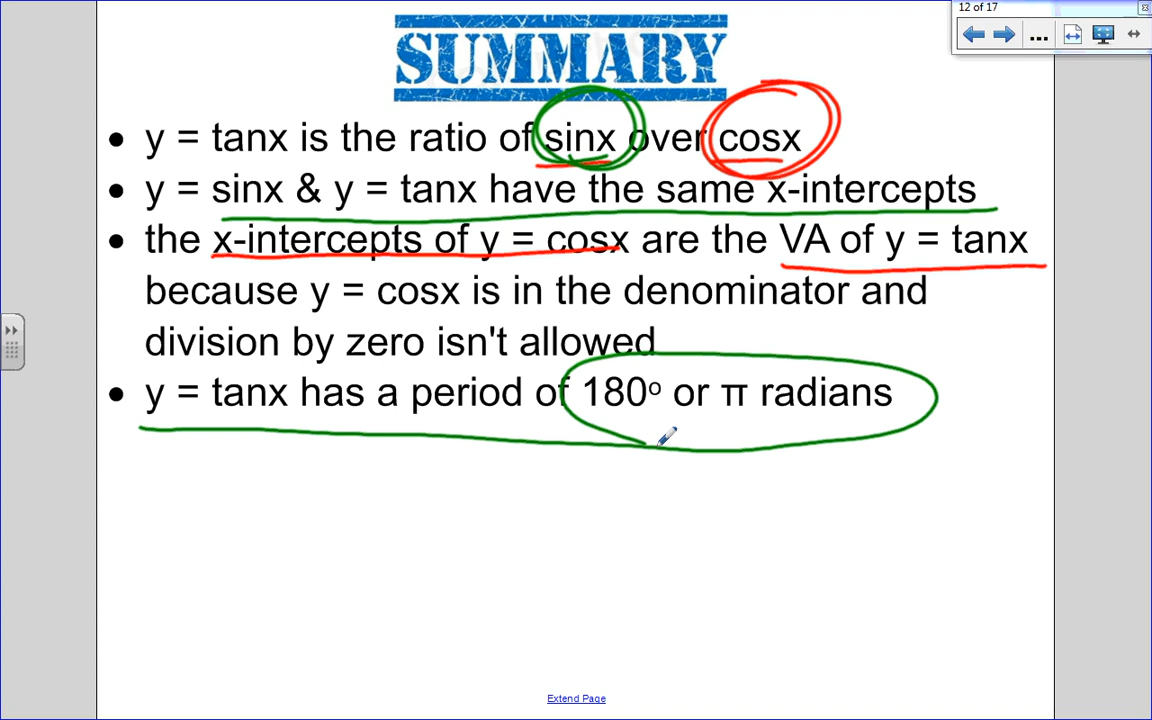 12 of 17
...
SUMMARY
• y = tanx is the ratio of sinx over cosx
• y = sinx & y = tanx have the same x-intercepts
• the x-intercepts of y = cosx are the VA of y = tanx
because y = cosx is in the denominator and
division by zero isn't allowed
• y = tanx has a period of 180º or π radians
Extend Page